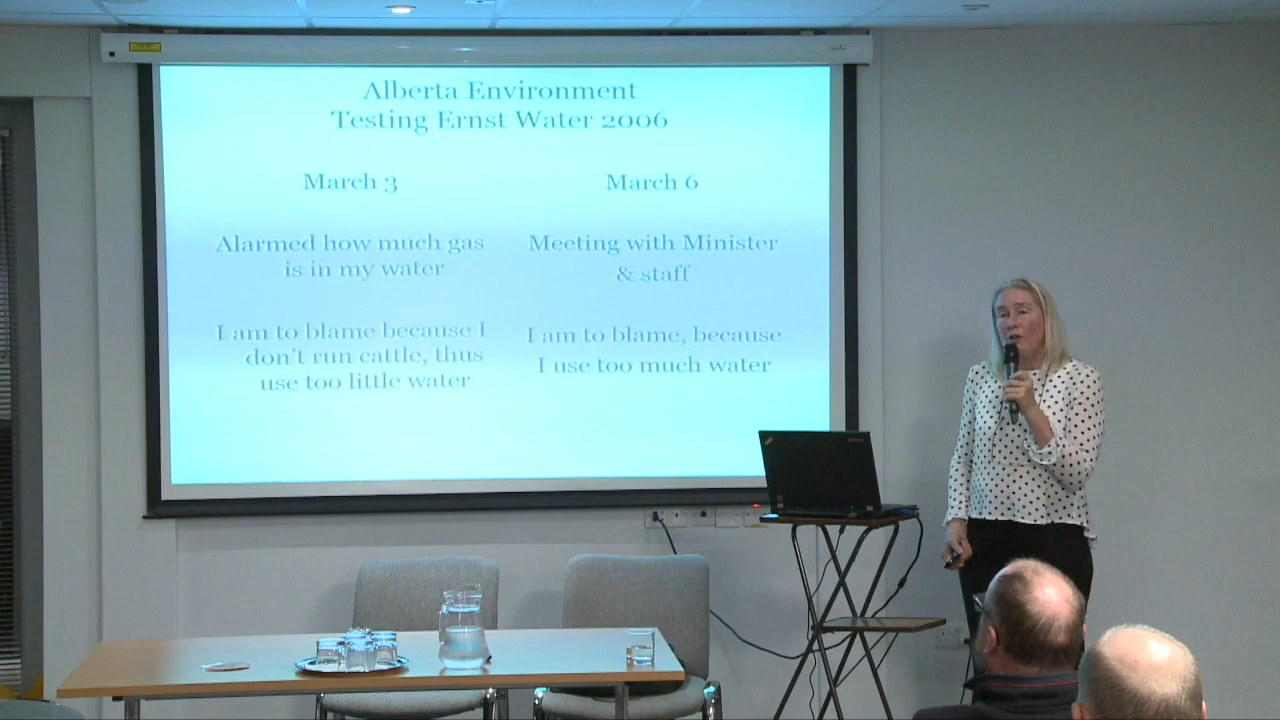 Alberta Environment
Testing Ernst Water 2006
March 3
Alarmed how much gas
is in my water
I am to blame because I
don't run cattle, thus
use too little water
March 6
Meeting with Minister
& staff
I am to blame, because
I use too much water